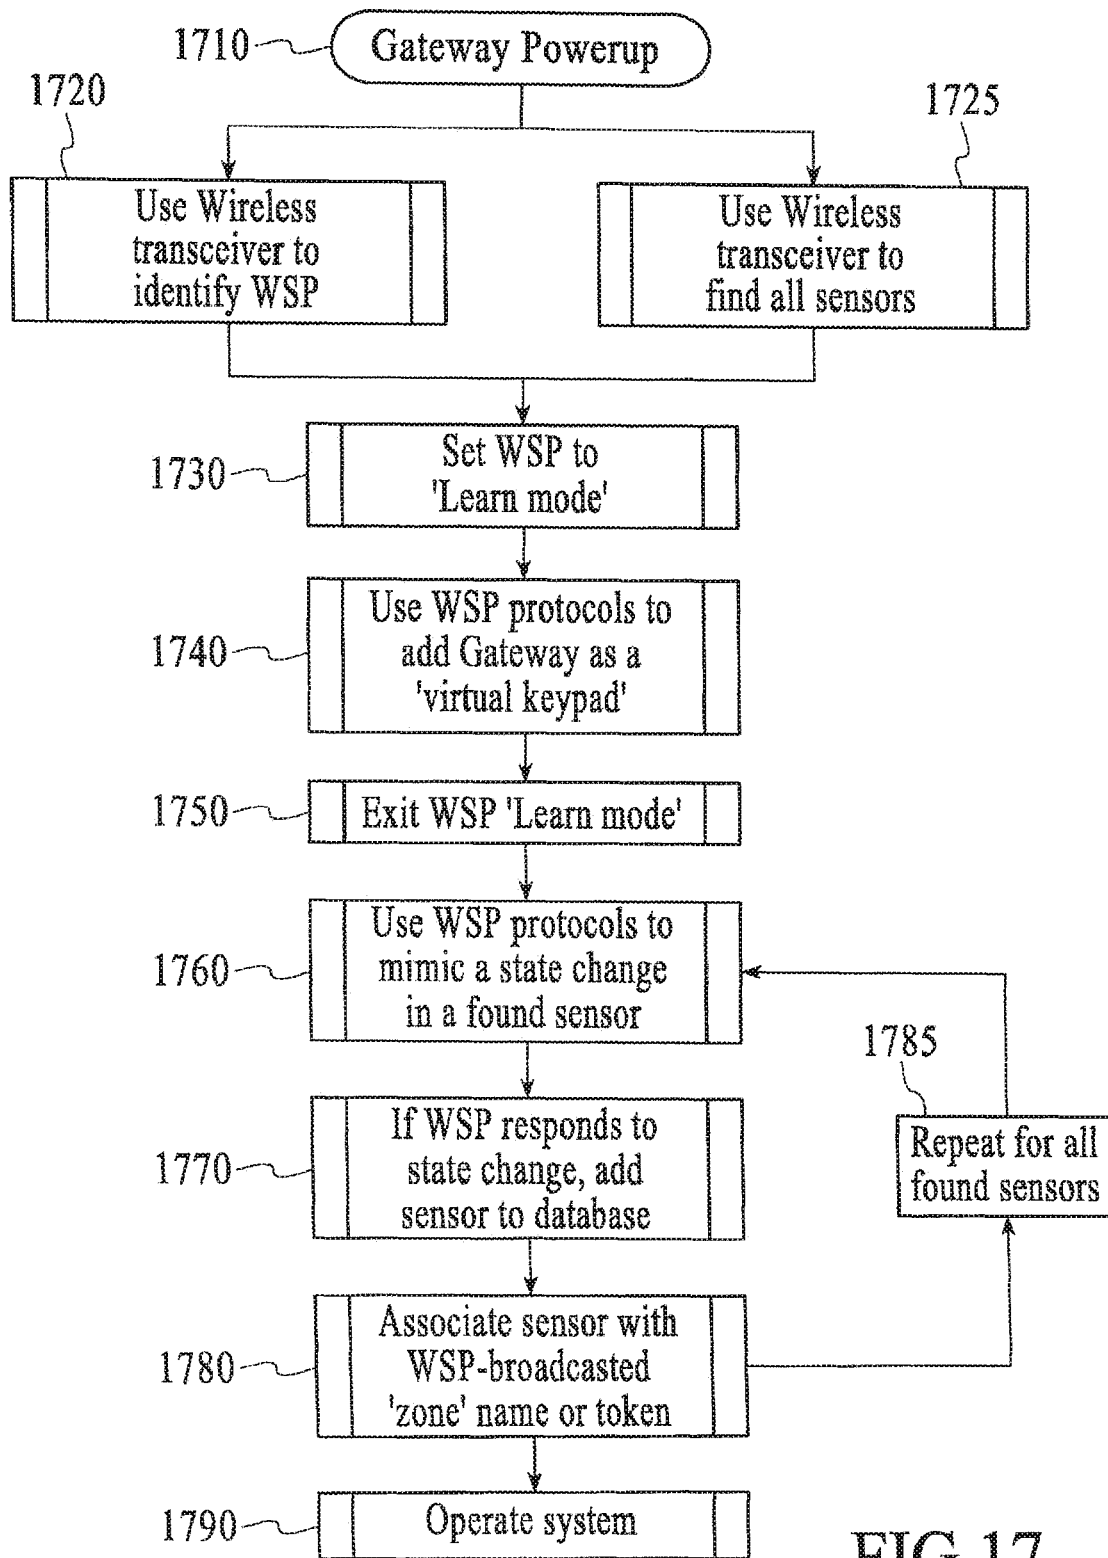 1710
Gateway Powerup
1720
1725
Use Wireless
transceiver to
identify WSP
Use Wireless
transceiver to
find all sensors
1730
Set WSP to
'Learn mode'
1740
Use WSP protocols to
add Gateway as a
'virtual keypad'
1750
Exit WSP 'Learn mode'
1760
Use WSP protocols to
mimic a state change
in a found sensor
1785
Repeat for all
found sensors
1770
If WSP responds to
state change, add
sensor to database
1780
Associate sensor with
WSP-broadcasted
'zone' name or token
1790
Operate system
FIG 17